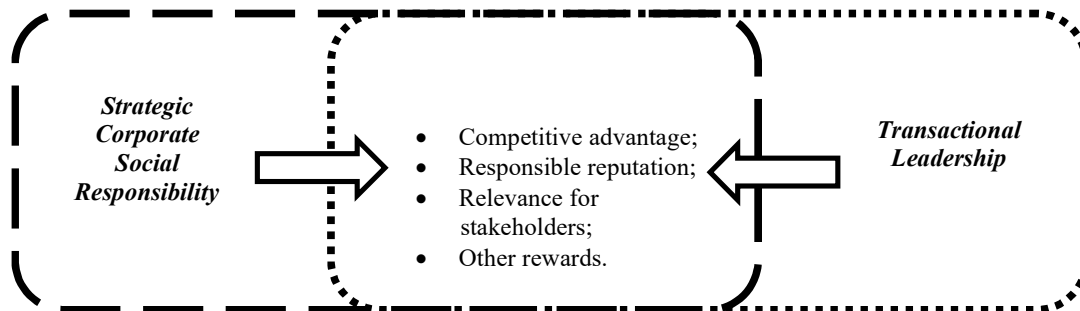 Strategic
Corporate
Social
Responsibility
• Competitive advantage;
• Responsible reputation;
• Relevance for
stakeholders;
• Other rewards.
Transactional
Leadership